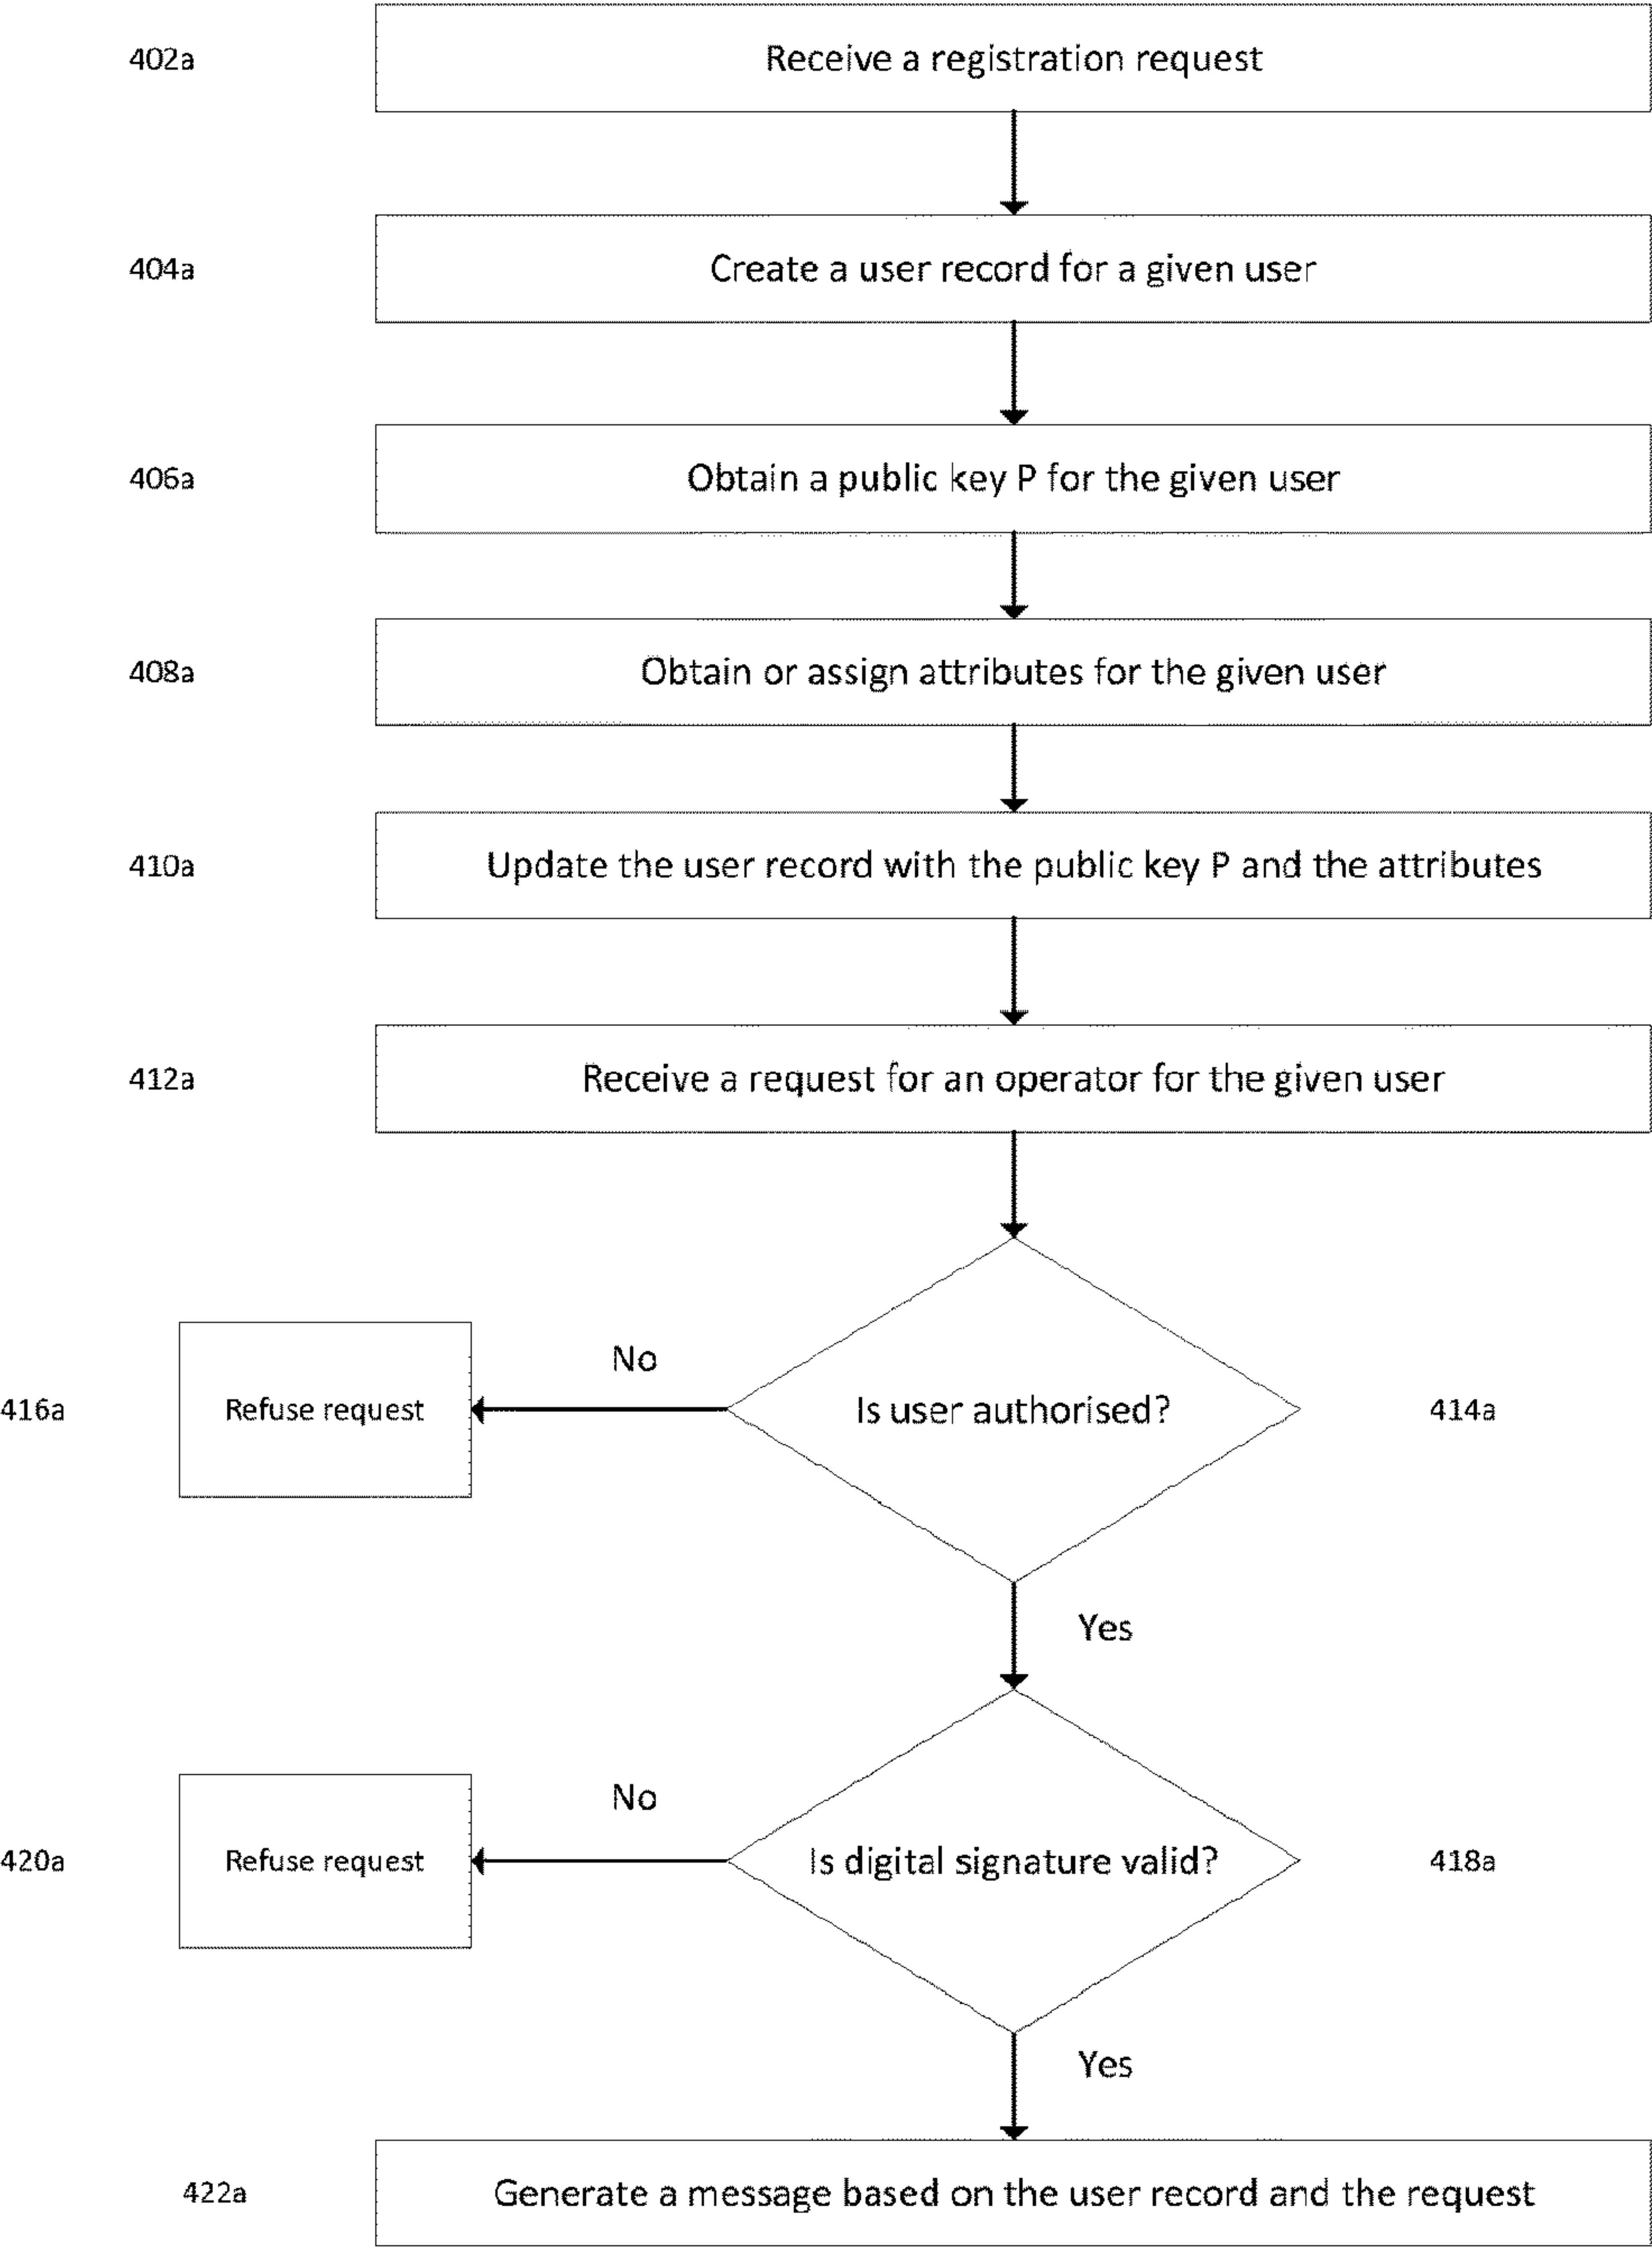 402a
Receive a registration request
404a
Create a user record for a given user
406a
Obtain a public key P for the given user
408a
Obtain or assign attributes for the given user
410a
Update the user record with the public key P and the attributes
412a
Receive a request for an operator for the given user
No
416a
Refuse request
Is user authorised?
414a
Yes
No
420a
Refuse request
Is digital signature valid?
418a
Yes
422a
Generate a message based on the user record and the request